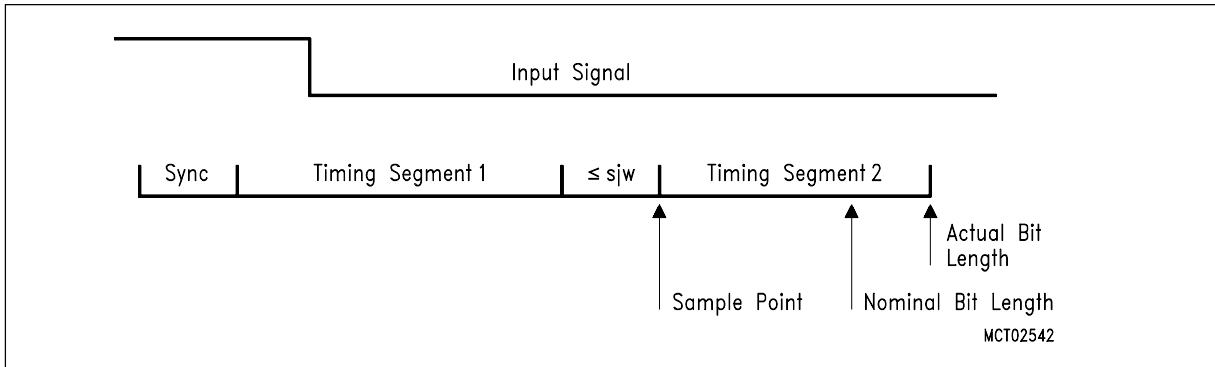 Input Signal
Sync
Timing Segment 1
≤ sjw
Timing Segment 2
Actual Bit
Length
Sample Point
Nominal Bit Length
MCT02542